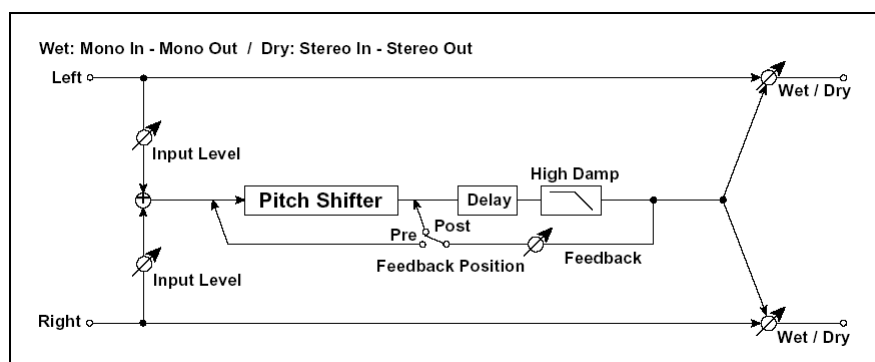 Wet: Mono In - Mono Out / Dry: Stereo In - Stereo Out
Left
Wet / Dry
Input Level
High Damp
Pitch Shifter
Delay
Post
Pre
Feedback Position
Feedback
Input Level
Right
Wet / Dry